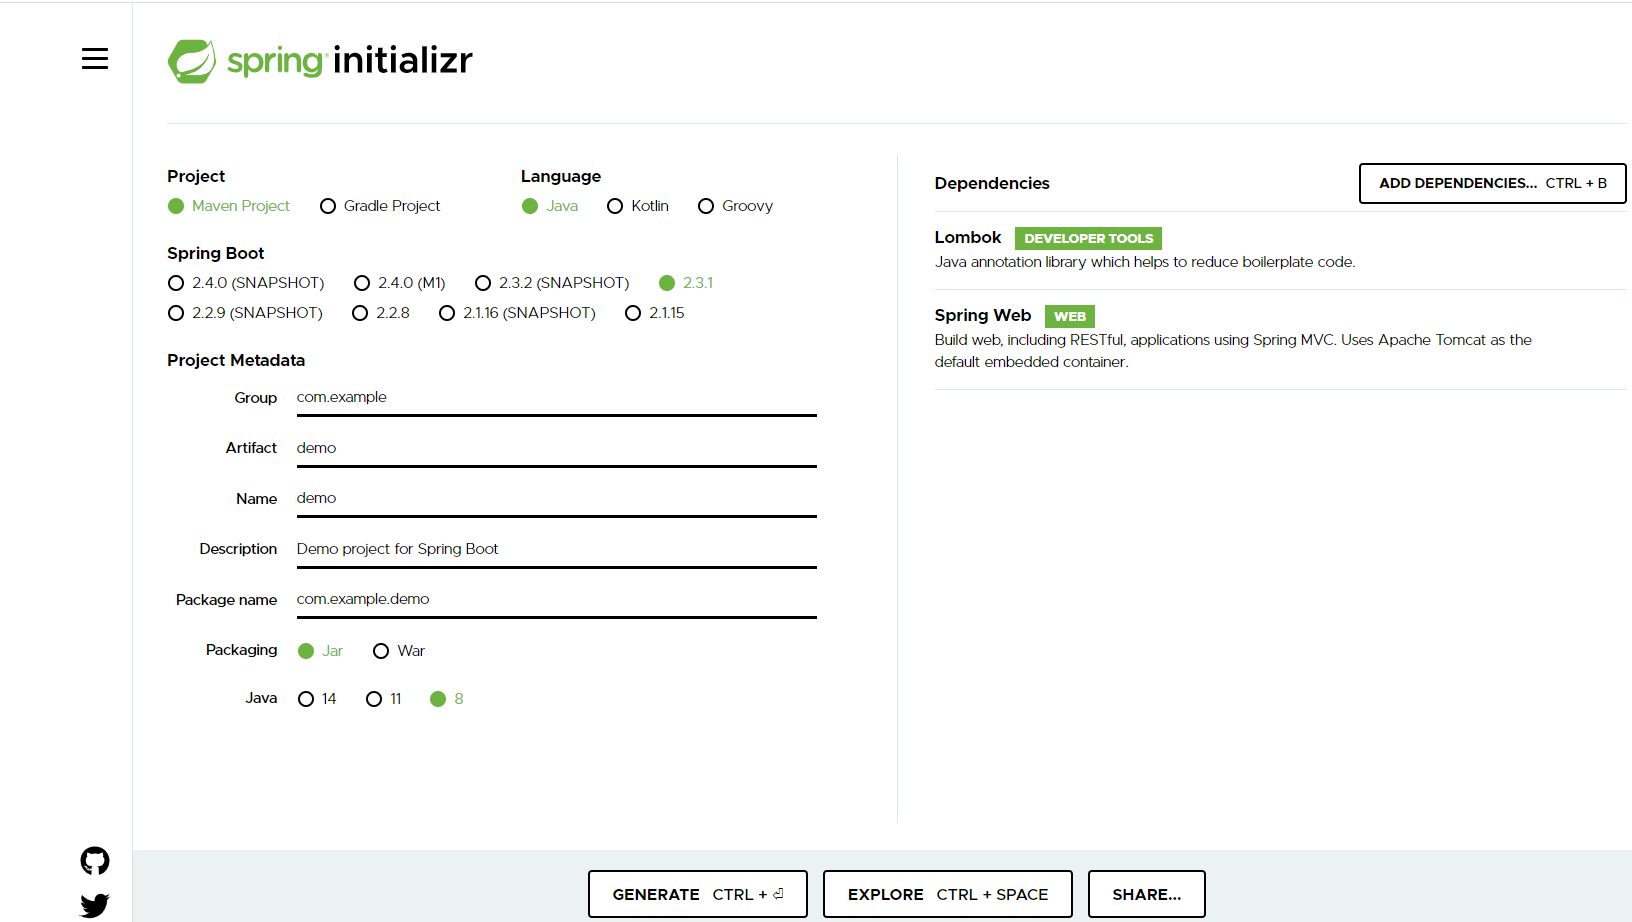 spring initializr
Project
Maven Project Gradle Project
Language
Java Kotlin Groovy
Spring Boot
2.4.0 (SNAPSHOT) 2.4.0 (M1) 2.3.2 (SNAPSHOT) 2.3.1
2.2.9 (SNAPSHOT) 2.2.8 2.1.16 (SNAPSHOT) 2.1.15
Project Metadata
Group com.example
Artifact demo
Name demo
Description Demo project for Spring Boot
Package name com.example.demo
Packaging Jar War
Java 14 11 8
Dependencies
ADD DEPENDENCIES... CTRL + B
Lombok DEVELOPER TOOLS
Java annotation library which helps to reduce boilerplate code.
Spring Web WEB
Build web, including RESTful, applications using Spring MVC. Uses Apache Tomcat as the
default embedded container.
GENERATE CTRL + ⏎
EXPLORE CTRL + SPACE
SHARE...